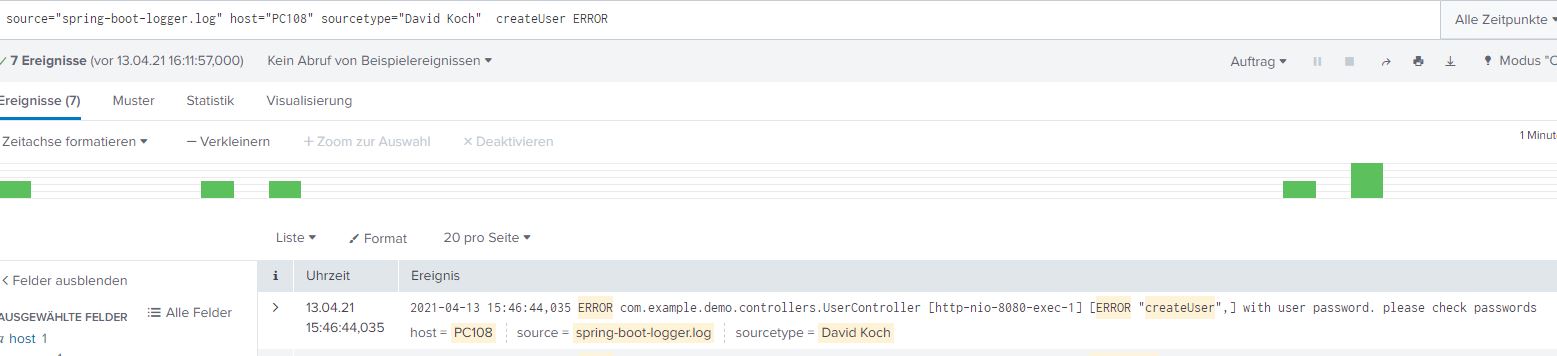 source="spring-boot-logger.log" host="PC108" sourcetype="David Koch" createUser ERROR
Alle Zeitpunkte
7 Ereignisse (vor 13.04.21 16:11:57,000) Kein Abruf von Beispielereignissen
Auftrag Modus "
Ereignisse (7) Muster Statistik Visualisierung
Zeitachse formatieren — Verkleinern + Zoom zur Auswahl × Deaktivieren
1 Minut
Liste Format 20 pro Seite
< Felder ausblenden
i Uhrzeit Ereignis
AUSGEWÄHLTE FELDER Alle Felder
host 1
> 13.04.21 15:46:44,035
2021-04-13 15:46:44,035 ERROR com.example.demo.controllers.UserController [http-nio-8080-exec-1] [ERROR "createUser",] with user password. please check passwords
host = PC108 source = spring-boot-logger.log sourcetype = David Koch